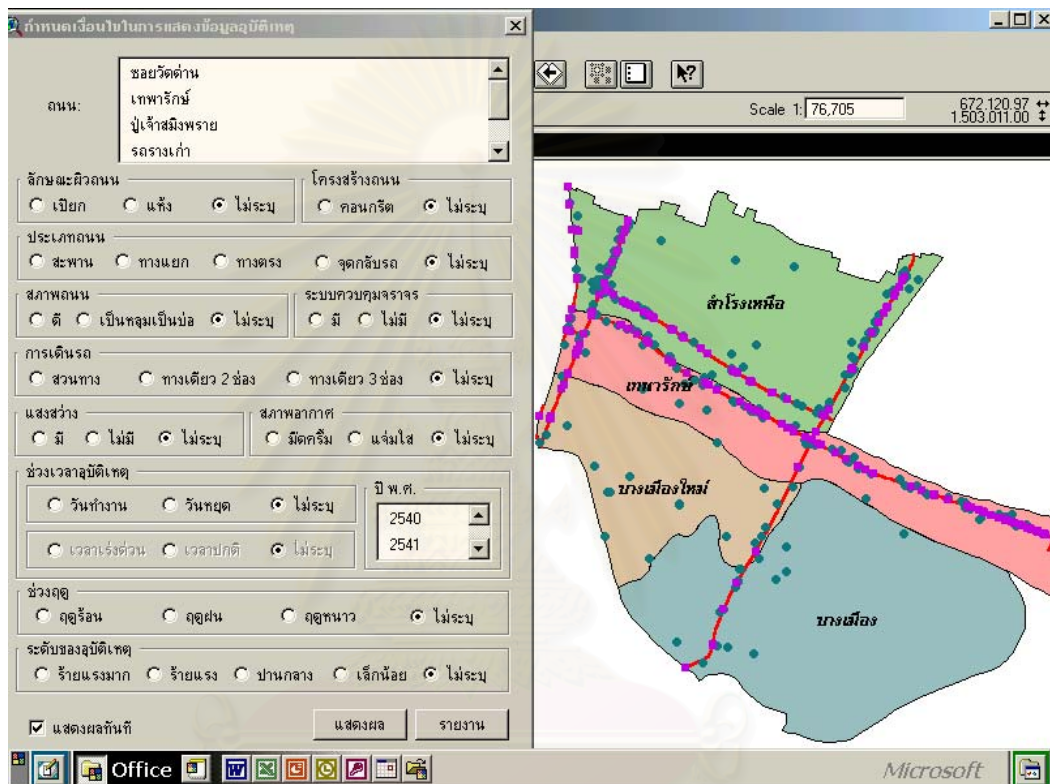 กำหนดเงื่อนไขในการแสดงข้อมูลอุบัติเหตุ
ถนน:
ซอยวัดด่าน
เทพารักษ์
ปู่เจ้าสมิงพราย
รถรางเก่า
ลักษณะผิวถนน
เปียก แห้ง ไม่ระบุ
โครงสร้างถนน
คอนกรีต ไม่ระบุ
ประเภทถนน
สะพาน ทางแยก ทางตรง จุดกลับรถ ไม่ระบุ
สภาพถนน
ดี เป็นหลุมเป็นบ่อ ไม่ระบุ
ระบบควบคุมจราจร
มี ไม่มี ไม่ระบุ
การเดินรถ
สวนทาง ทางเดียว 2 ช่อง ทางเดียว 3 ช่อง ไม่ระบุ
แสงสว่าง
มี ไม่มี ไม่ระบุ
สภาพอากาศ
มืดครึ้ม แจ่มใส ไม่ระบุ
ช่วงเวลาอุบัติเหตุ
วันทำงาน วันหยุด ไม่ระบุ
เวลาเร่งด่วน เวลาปกติ ไม่ระบุ
ปี พ.ศ.
2540
2541
ช่วงฤดู
ฤดูร้อน ฤดูฝน ฤดูหนาว ไม่ระบุ
ระดับของอุบัติเหตุ
ร้ายแรงมาก ร้ายแรง ปานกลาง เล็กน้อย ไม่ระบุ
แสดงผลทันที
แสดงผล รายงาน
Scale 1: 76,705
672,120.97
1,503,011.00
สำโรงเหนือ
เทพารักษ์
บางเมืองใหม่
บางเมือง
Office
Microsoft